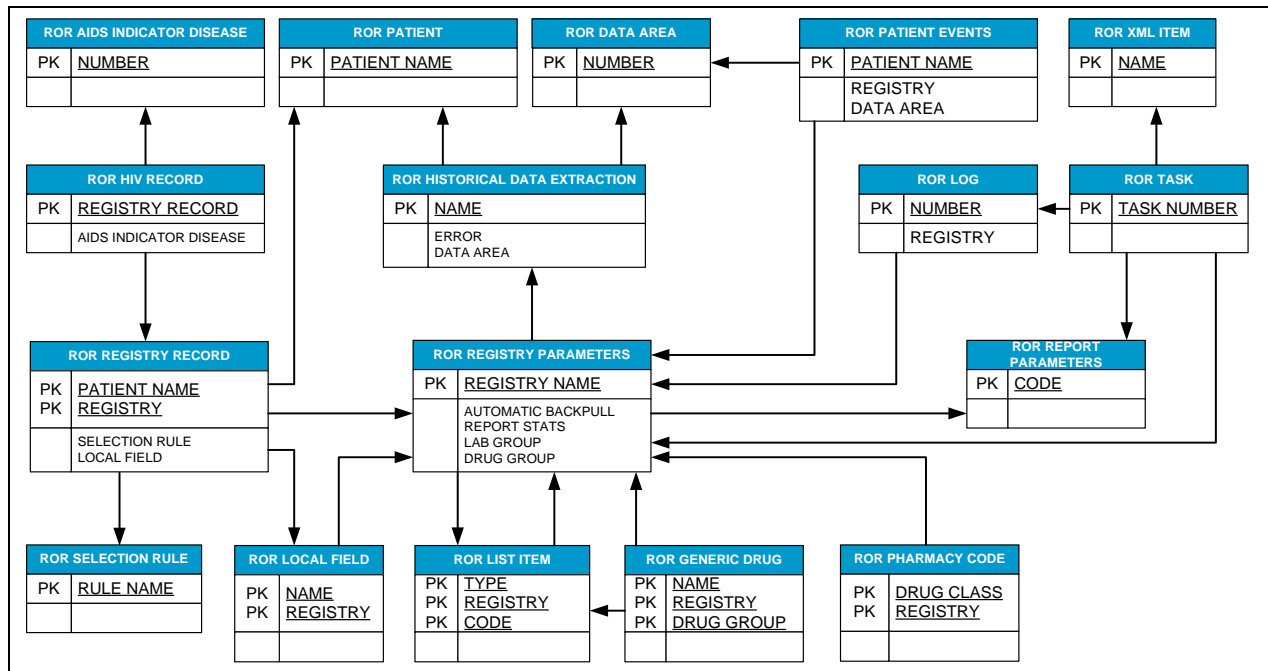 ROR AIDS INDICATOR DISEASE
PK NUMBER
ROR PATIENT
PK PATIENT NAME
ROR DATA AREA
PK NUMBER
ROR PATIENT EVENTS
PK PATIENT NAME
REGISTRY
DATA AREA
ROR XML ITEM
PK NAME
ROR HIV RECORD
PK REGISTRY RECORD
AIDS INDICATOR DISEASE
ROR HISTORICAL DATA EXTRACTION
PK NAME
ERROR
DATA AREA
ROR LOG
PK NUMBER
REGISTRY
ROR TASK
PK TASK NUMBER
ROR REGISTRY RECORD
PK PATIENT NAME
PK REGISTRY
SELECTION RULE
LOCAL FIELD
ROR REGISTRY PARAMETERS
PK REGISTRY NAME
AUTOMATIC BACKPULL
REPORT STATS
LAB GROUP
DRUG GROUP
ROR REPORT
PARAMETERS
PK CODE
ROR SELECTION RULE
PK RULE NAME
ROR LOCAL FIELD
PK NAME
PK REGISTRY
ROR LIST ITEM
PK TYPE
PK REGISTRY
PK CODE
ROR GENERIC DRUG
PK NAME
PK REGISTRY
PK DRUG GROUP
ROR PHARMACY CODE
PK DRUG CLASS
PK REGISTRY